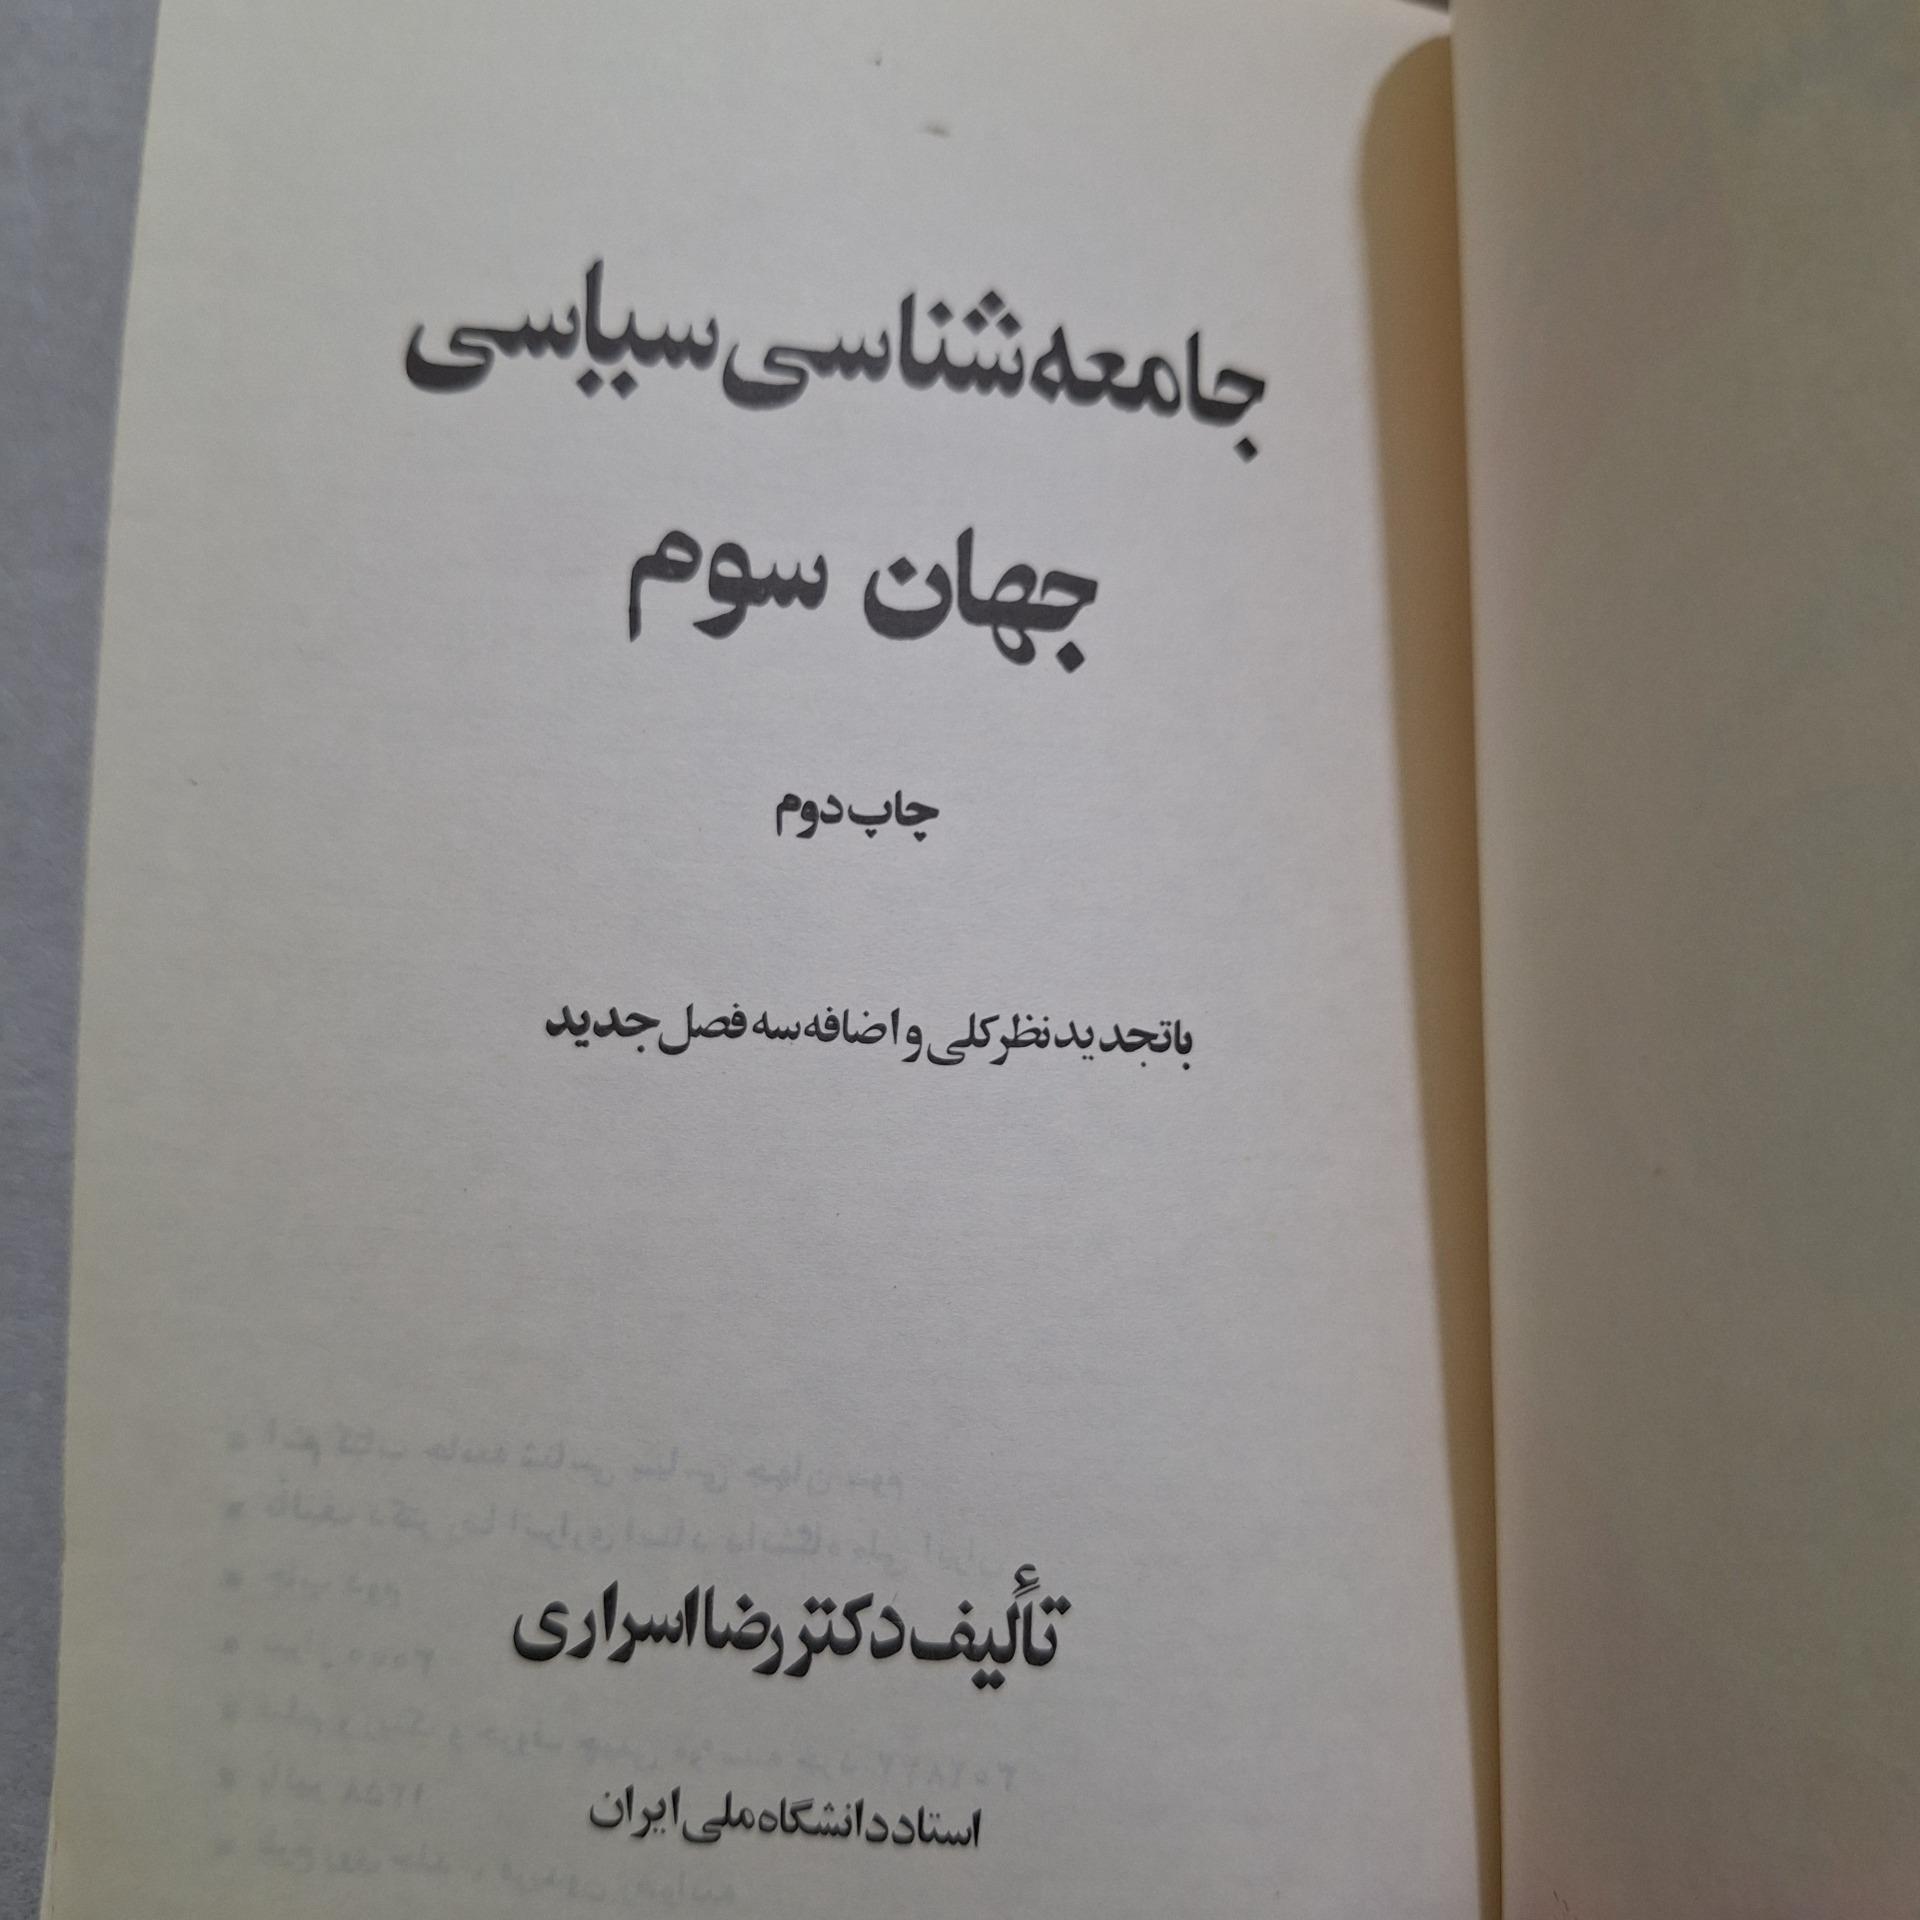 جامعه‌شناسی سیاسی
جهان سوم
چاپ دوم
با تجدید نظر کلی و اضافه سه فصل جدید
تألیف دکتر رضا اسراری
استاد دانشگاه ملی ایران